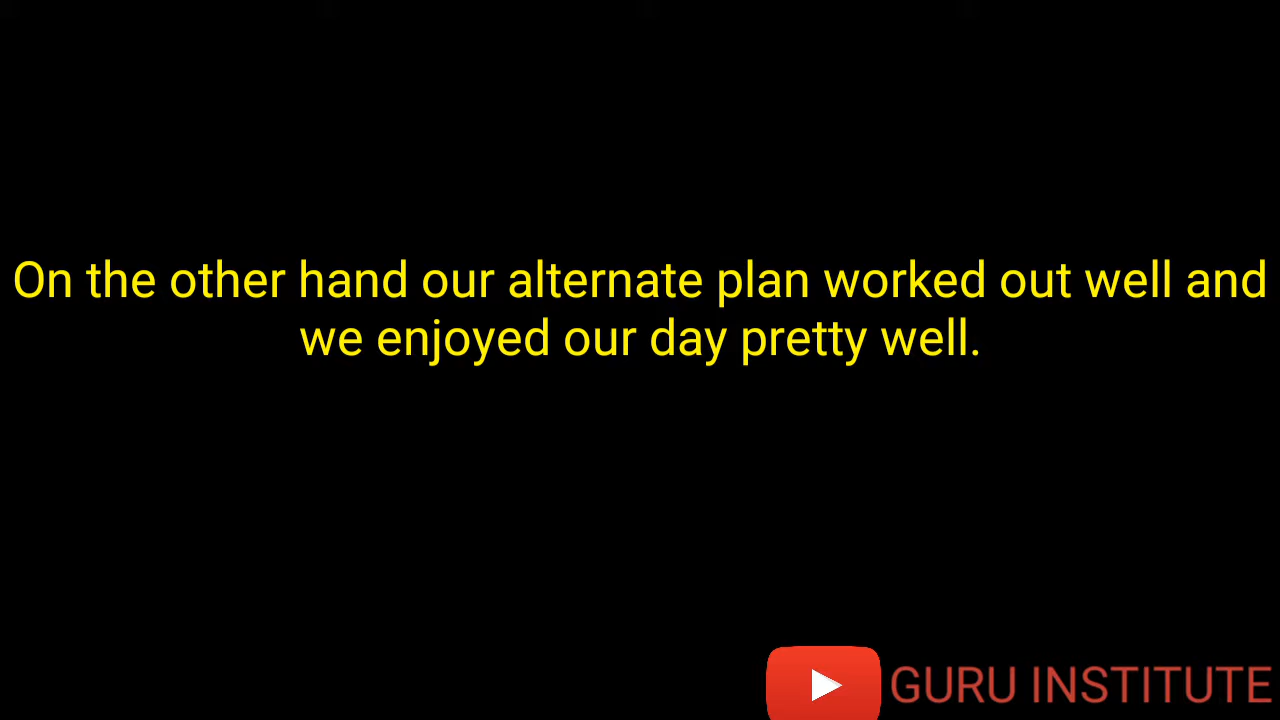 On the other hand our alternate plan worked out well and
we enjoyed our day pretty well.
GURU INSTITUTE